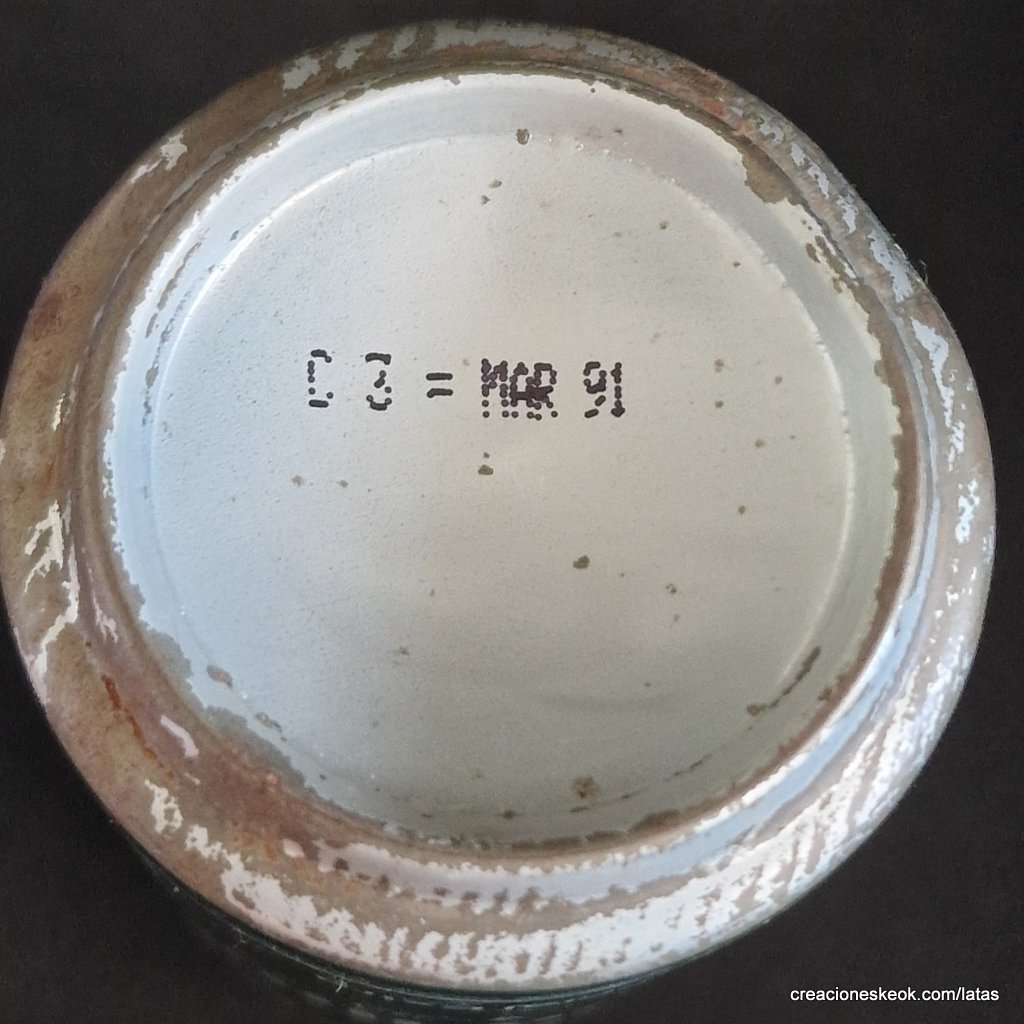 C 3 = MAR 91
creacioneskeok.com/latas